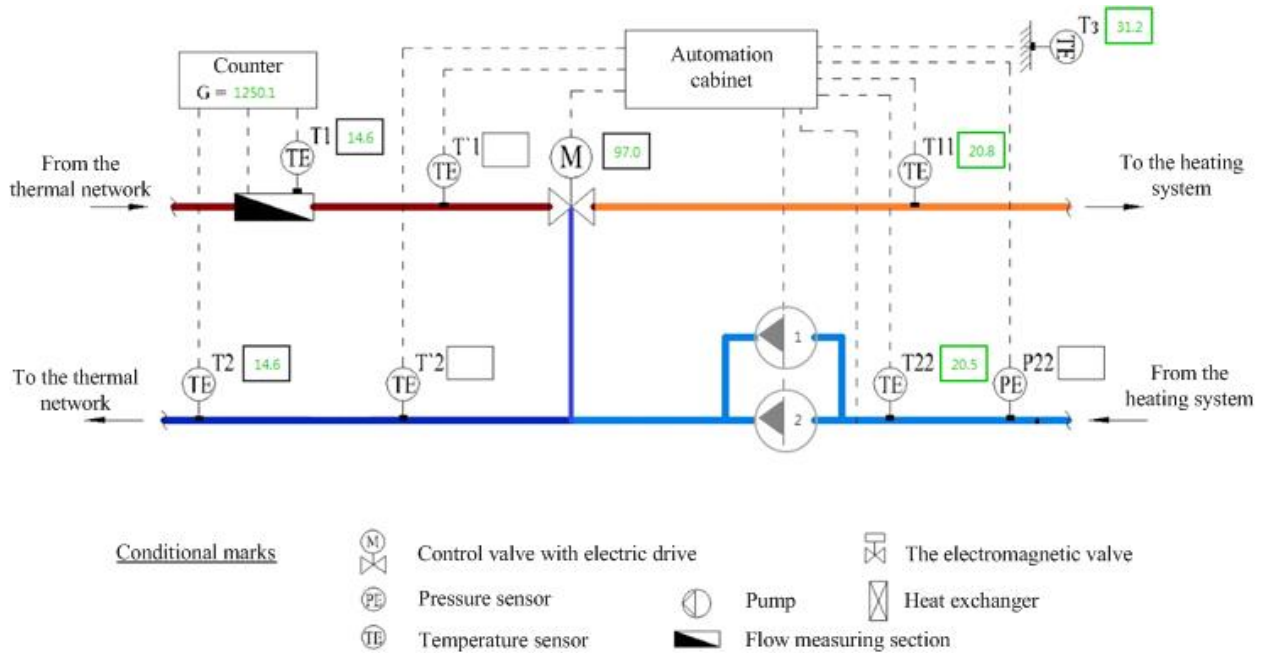 T3 31.2
TE
Counter
G = 1250.1
Automation
cabinet
T1 14.6
TE
T`1
TE
M
97.0
T11
20.8
TE
From the
thermal network
To the heating
system
1
T2 14.6
TE
T`2
TE
T22 20.5
TE
P22
PE
2
To the thermal
network
From the
heating system
Conditional marks
M
Control valve with electric drive
The electromagnetic valve
PE
Pressure sensor
Pump
Heat exchanger
TE
Temperature sensor
Flow measuring section